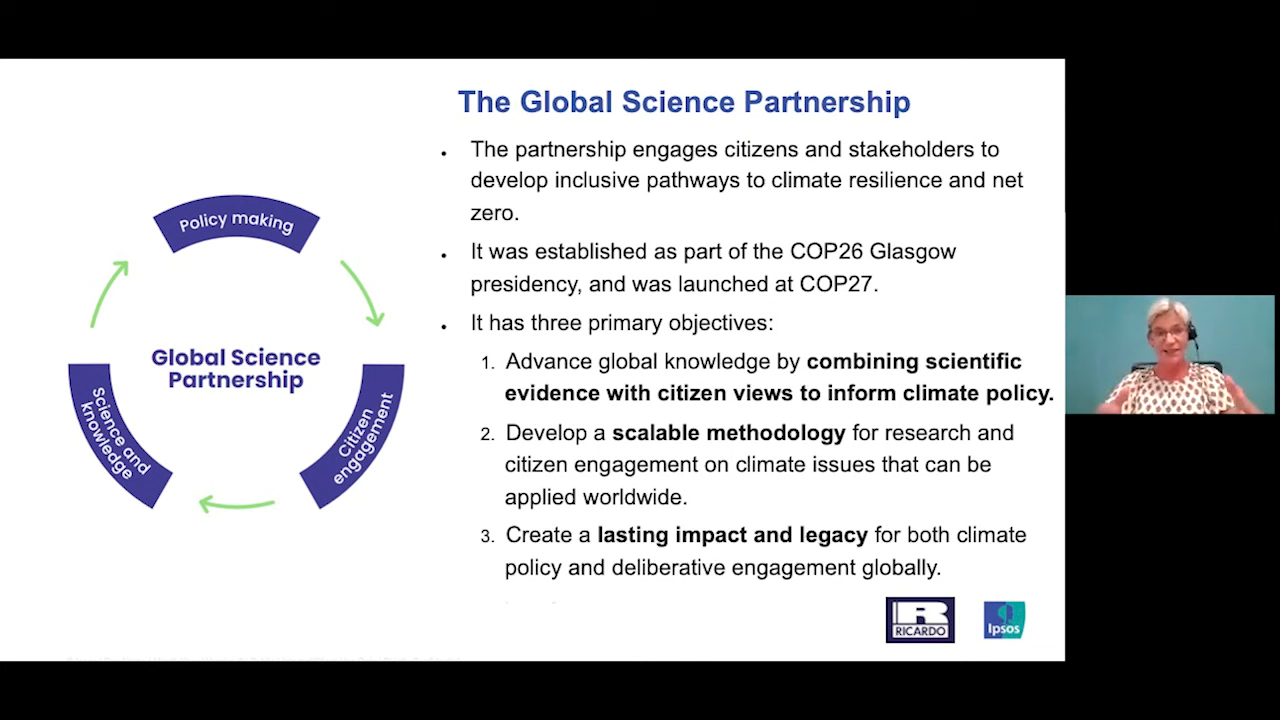 The Global Science Partnership
• The partnership engages citizens and stakeholders to
develop inclusive pathways to climate resilience and net
zero.
• It was established as part of the COP26 Glasgow
presidency, and was launched at COP27.
• It has three primary objectives:
1. Advance global knowledge by combining scientific
evidence with citizen views to inform climate policy.
2. Develop a scalable methodology for research and
citizen engagement on climate issues that can be
applied worldwide.
3. Create a lasting impact and legacy for both climate
policy and deliberative engagement globally.
Policy making
Citizen
engagement
Science and
knowledge
Global Science
Partnership
R
RICARDO
Ipsos